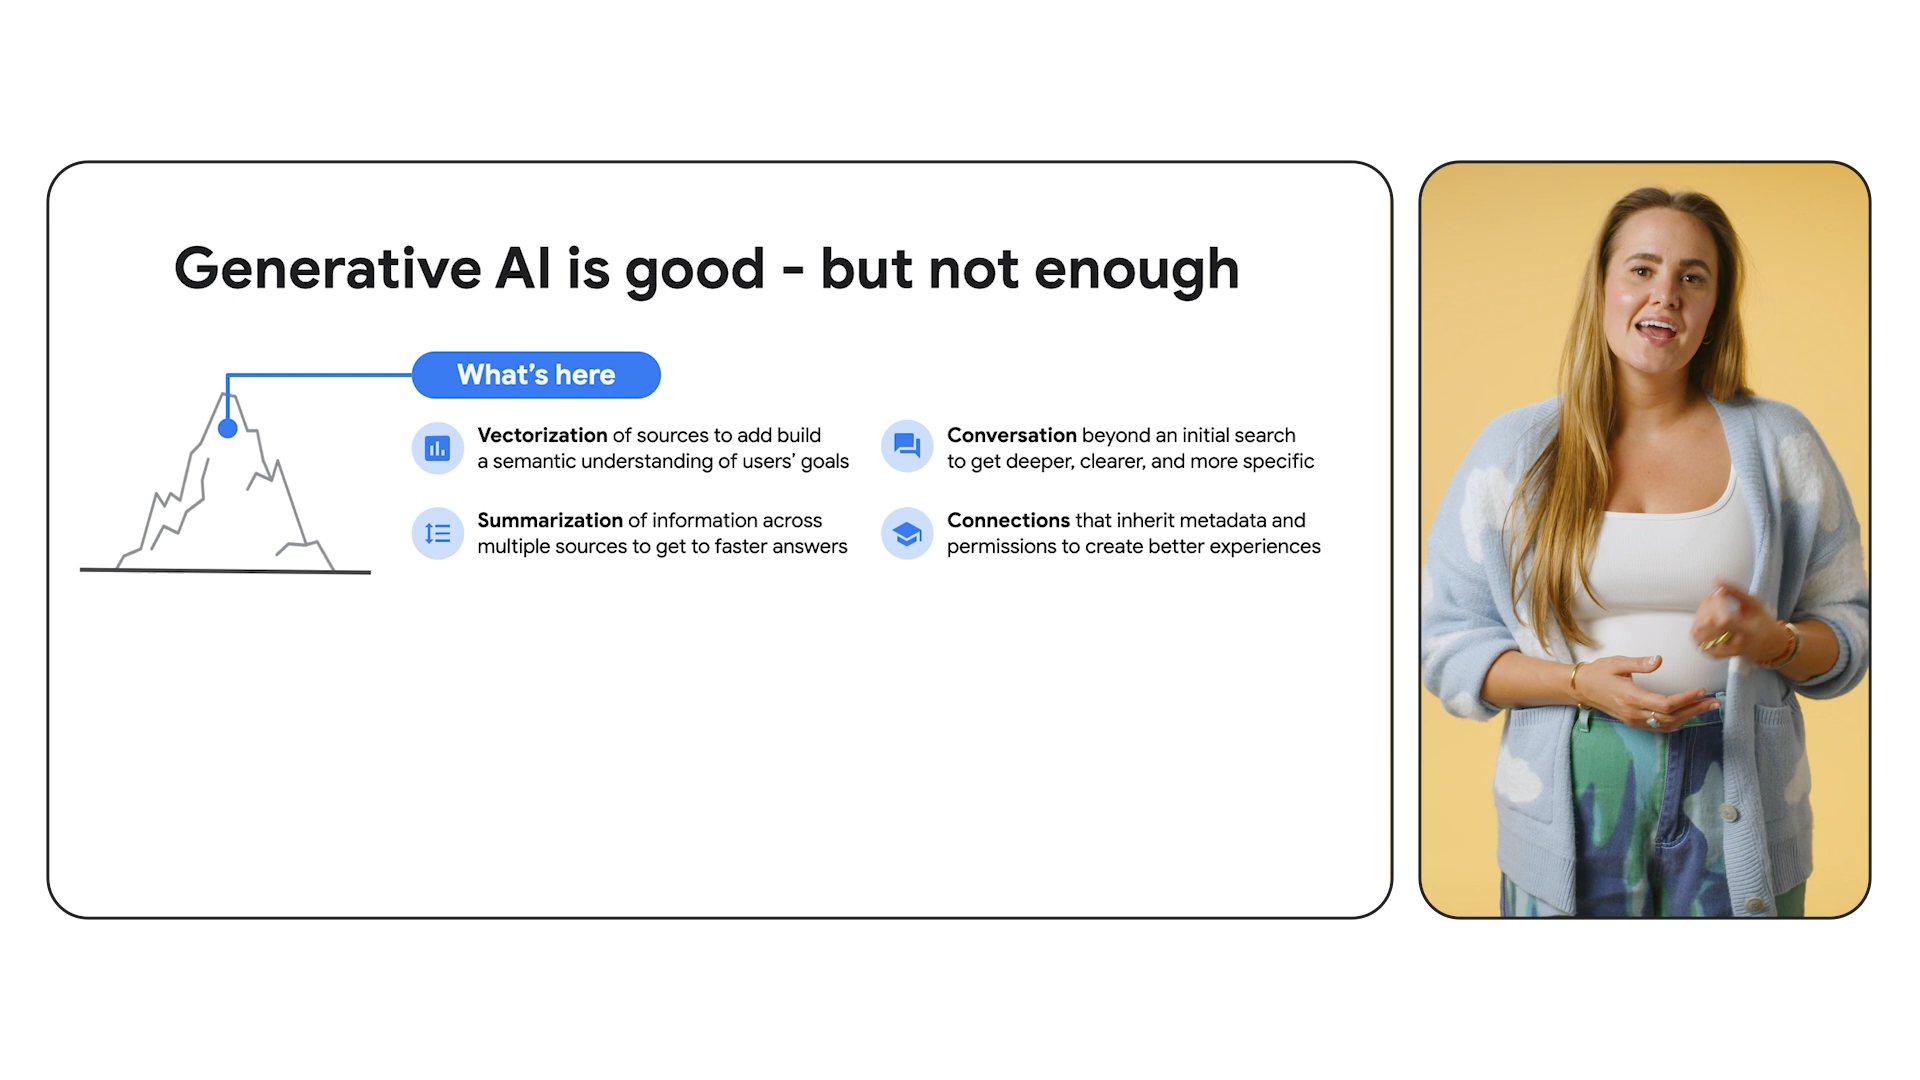 Generative AI is good - but not enough
What's here
Vectorization of sources to add build
a semantic understanding of users' goals
Summarization of information across
multiple sources to get to faster answers
Conversation beyond an initial search
to get deeper, clearer, and more specific
Connections that inherit metadata and
permissions to create better experiences